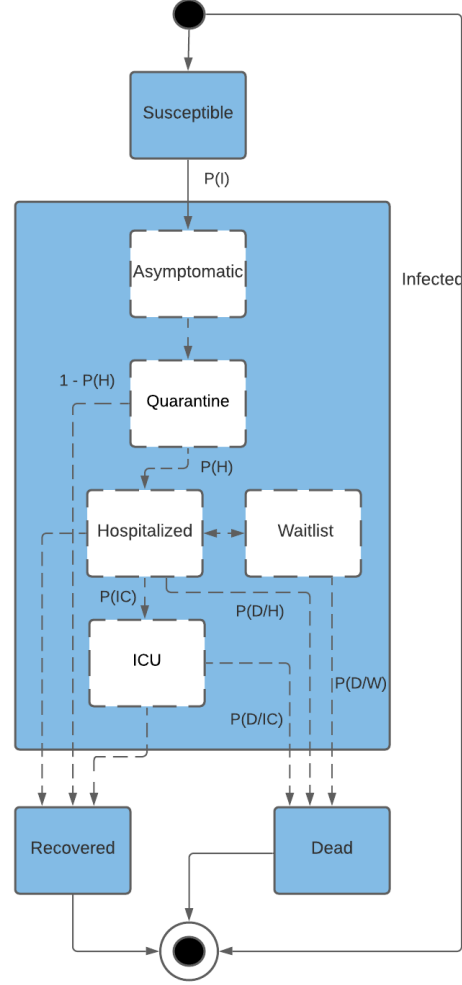 Susceptible
P(I)
Asymptomatic
Infected
1 - P(H)
Quarantine
P(H)
Hospitalized
Waitlist
P(IC)
P(D/H)
ICU
P(D/W)
P(D/IC)
Recovered
Dead